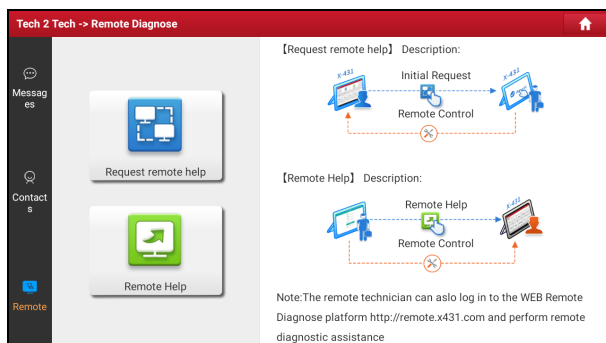 Tech 2 Tech -> Remote Diagnose
Messag
es
Contact
s
Remote
Request remote help
Remote Help
【Request remote help】 Description:
X-431
Initial Request
X-431
Remote Control
【Remote Help】 Description:
Remote Help
X-431
Remote Control
Note:The remote technician can aslo log in to the WEB Remote
Diagnose platform http://remote.x431.com and perform remote
diagnostic assistance